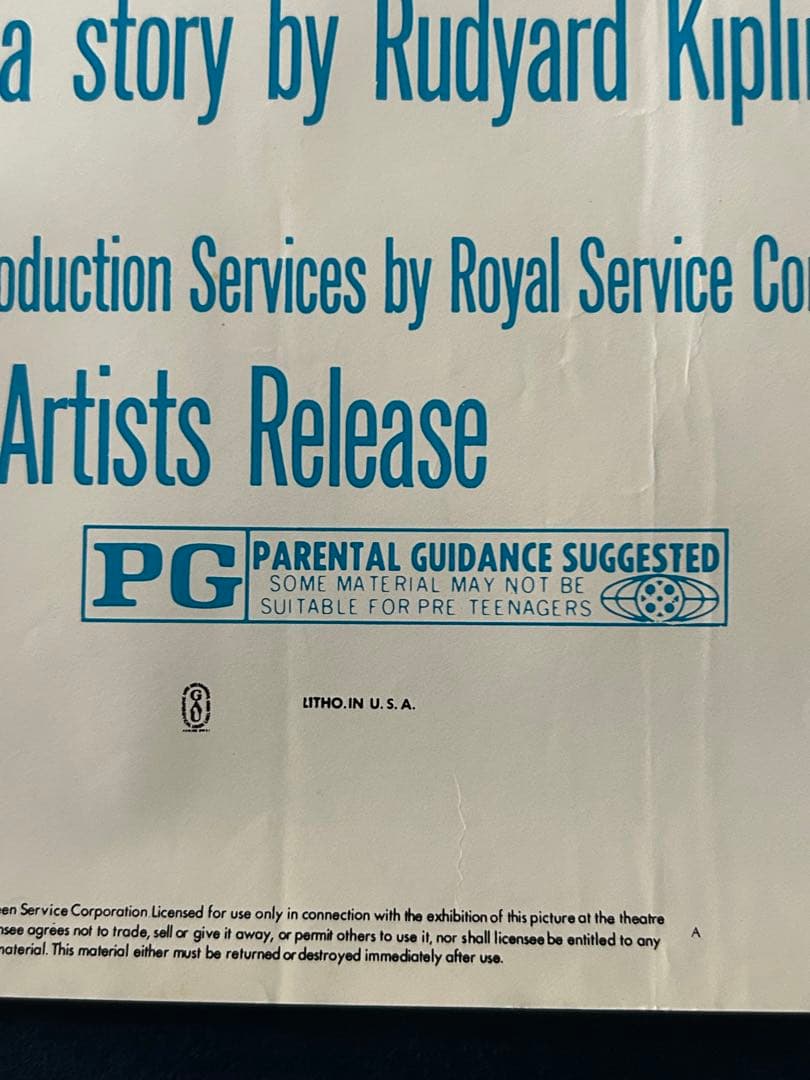 a story by Rudyard Kipli
oduction Services by Royal Service Co
Artists Release
PG
PARENTAL GUIDANCE SUGGESTED
SOME MATERIAL MAY NOT BE
SUITABLE FOR PRE TEENAGERS
LITHO.IN U.S.A.
en Service Corporation. Licensed for use only in connection with the exhibition of this picture at the theatre
nsee agrees not to trade, sell or give it away, or permit others to use it, nor shall licensee be entitled to any
material. This material either must be returned or destroyed immediately after use.
A